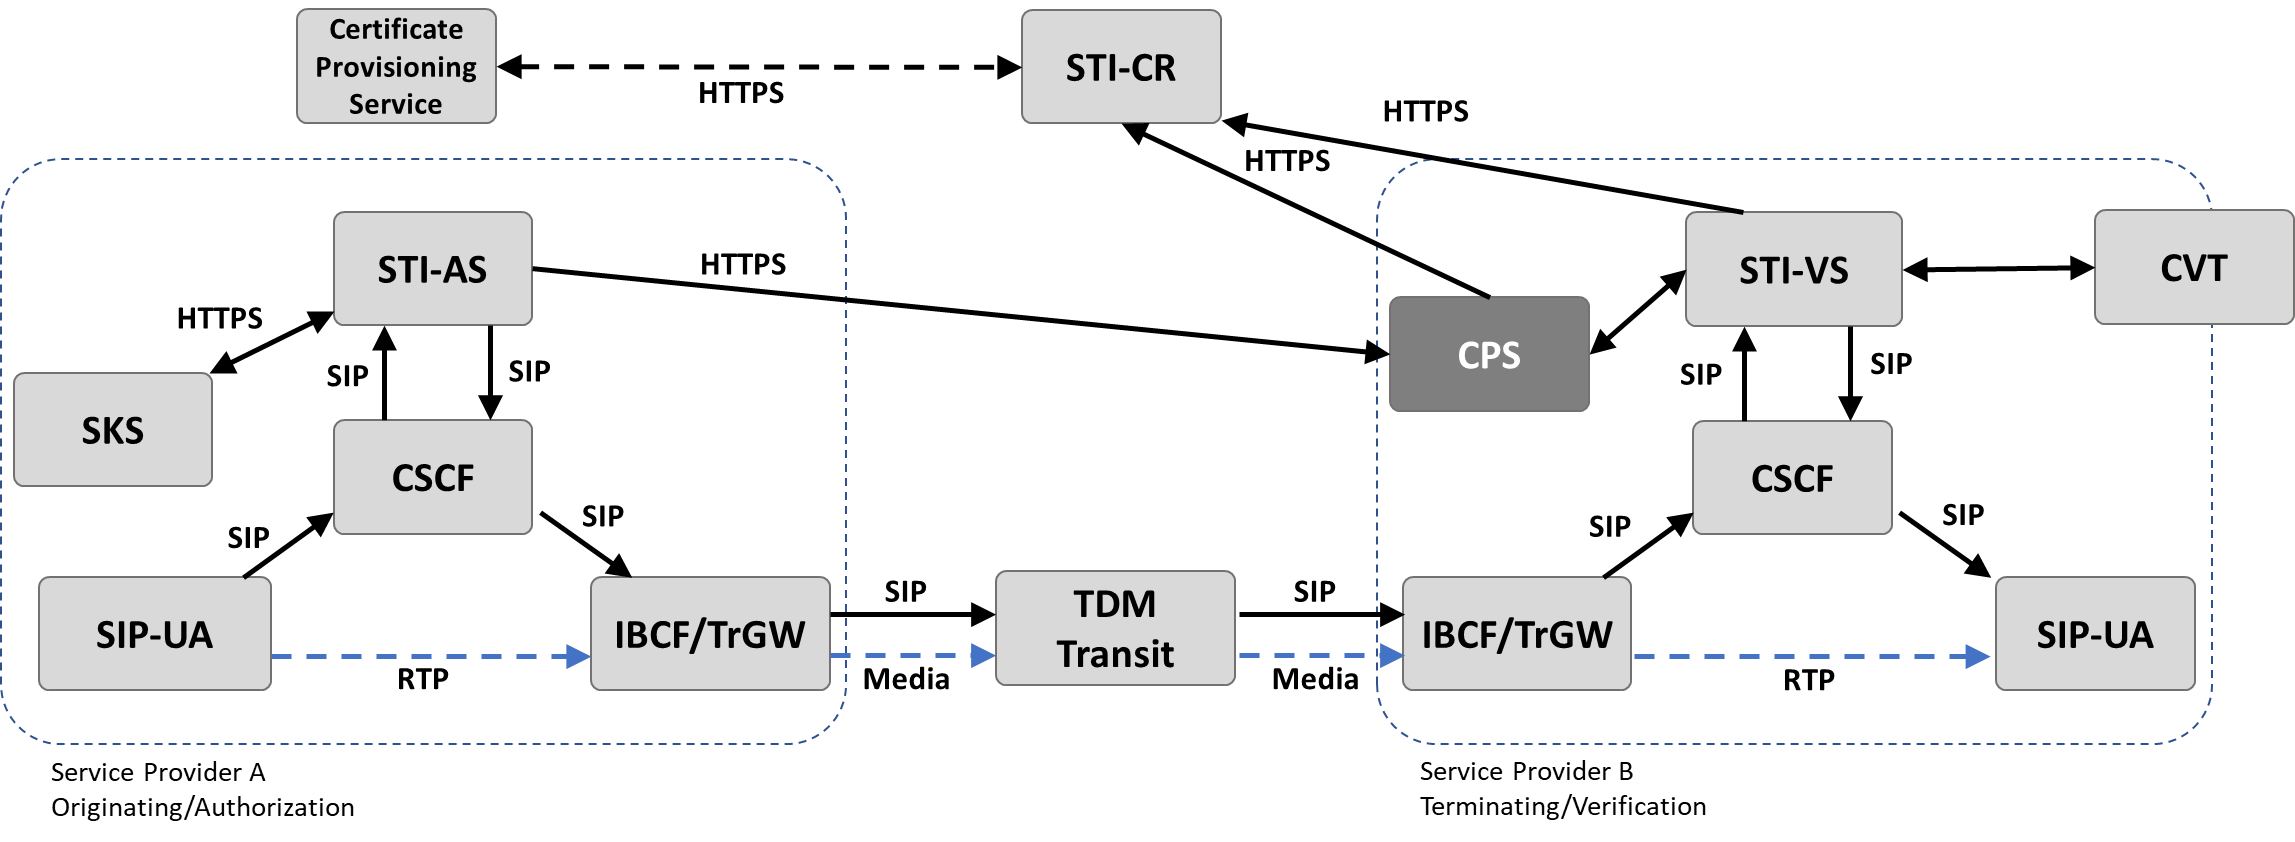 Certificate
Provisioning
Service
HTTPS
STI-CR
HTTPS
HTTPS
STI-AS
HTTPS
STI-VS
CVT
HTTPS
CPS
SIP
SIP
SIP
SIP
SKS
CSCF
CSCF
SIP
SIP
SIP
SIP
SIP-UA
RTP
IBCF/TrGW
SIP
Media
TDM
Transit
SIP
Media
IBCF/TrGW
RTP
SIP-UA
Service Provider A
Originating/Authorization
Service Provider B
Terminating/Verification